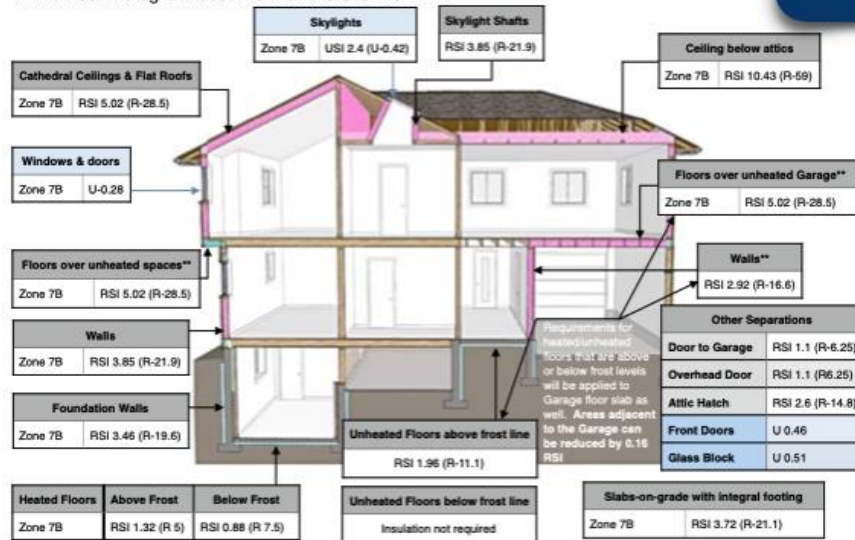 Skylights
Zone 7B USI 2.4 (U-0.42)
Skylight Shafts
RSI 3.85 (R-21.9)
Ceiling below attics
Zone 7B RSI 10.43 (R-59)
Cathedral Ceilings & Flat Roofs
Zone 7B RSI 5.02 (R-28.5)
Windows & doors
Zone 7B U-0.28
Floors over unheated Garage**
Zone 7B RSI 5.02 (R-28.5)
Floors over unheated spaces**
Zone 7B RSI 5.02 (R-28.5)
Walls**
RSI 2.92 (R-16.6)
Walls
Zone 7B RSI 3.85 (R-21.9)
Requirements for
heated/unheated
floors that are above
or below frost levels
will be applied to
Garage floor slab as
well. Areas adjacent
to the Garage can
be reduced by 0.16
RSI
Other Separations
Door to Garage RSI 1.1 (R-6.25)
Overhead Door RSI 1.1 (R6.25)
Attic Hatch RSI 2.6 (R-14.8)
Front Doors U 0.46
Glass Block U 0.51
Foundation Walls
Zone 7B RSI 3.46 (R-19.6)
Unheated Floors above frost line
RSI 1.96 (R-11.1)
Heated Floors Above Frost Below Frost
Zone 7B RSI 1.32 (R 5) RSI 0.88 (R 7.5)
Unheated Floors below frost line
Insulation not required
Slabs-on-grade with integral footing
Zone 7B RSI 3.72 (R-21.1)